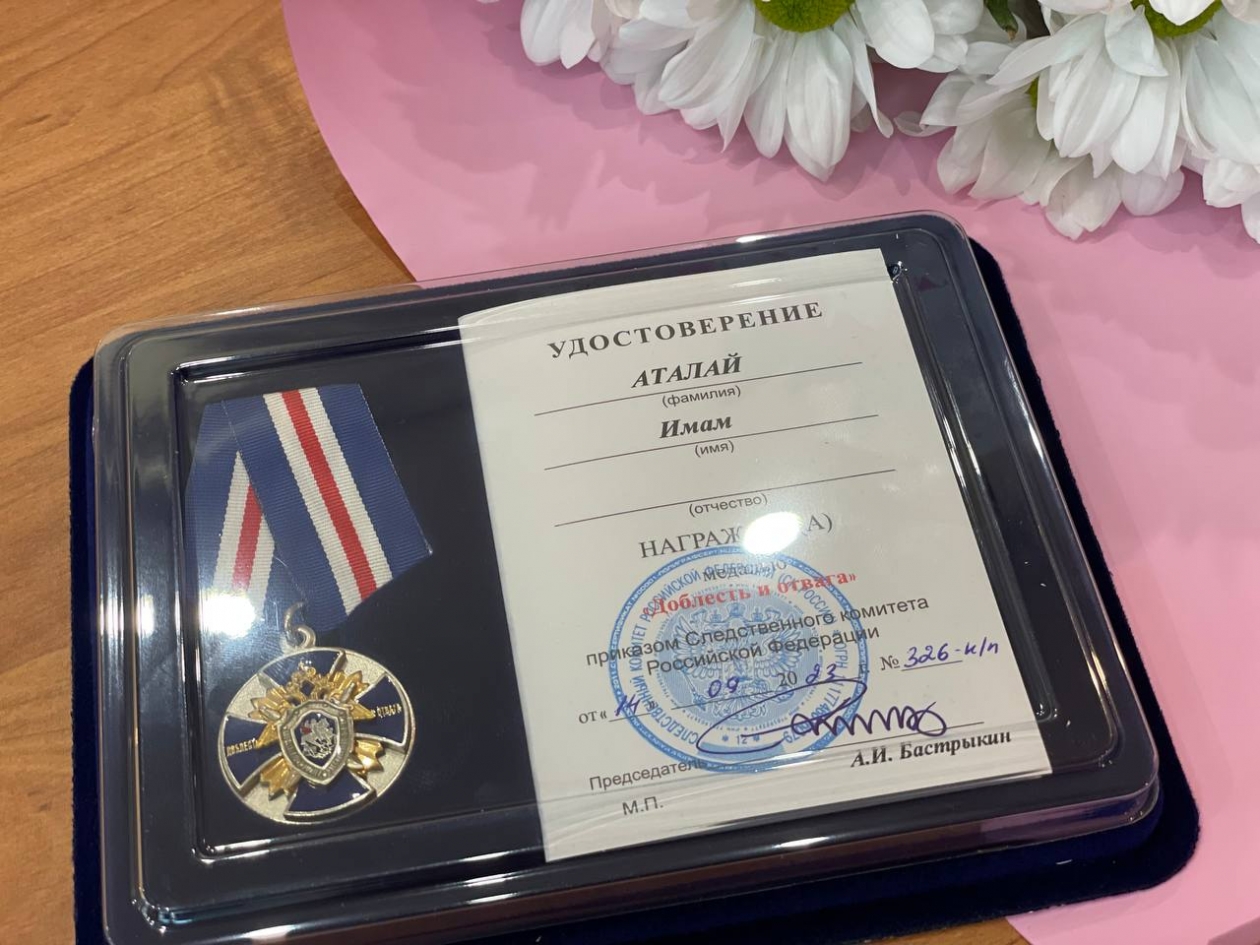 УДОСТОВЕРЕНИЕ
АТАЛАЙ
(фамилия)
Имам
(имя)
(отчество)
медалью
«Доблесть и отвага»
приказом Следственного комитета
Российской Федерации
от « 14 » 09 20 23 г. № 326-к/п
Председатель
А.И. Бастрыкин
М.П.